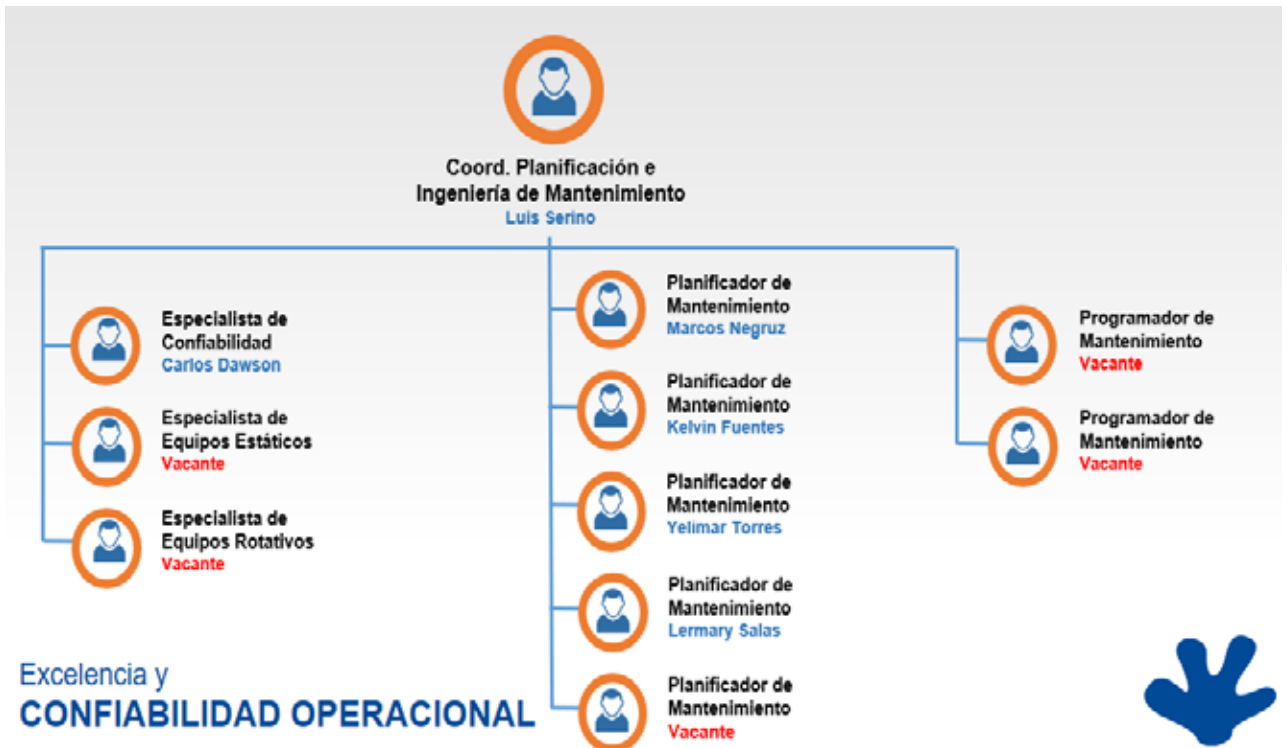 Coord. Planificación e
Ingeniería de Mantenimiento
Luis Serino
Especialista de
Confiabilidad
Carlos Dawson
Especialista de
Equipos Estáticos
Vacante
Especialista de
Equipos Rotativos
Vacante
Planificador de
Mantenimiento
Marcos Negruz
Planificador de
Mantenimiento
Kelvin Fuentes
Planificador de
Mantenimiento
Yelimar Torres
Planificador de
Mantenimiento
Lermary Salas
Planificador de
Mantenimiento
Vacante
Programador de
Mantenimiento
Vacante
Programador de
Mantenimiento
Vacante
Excelencia y
CONFIABILIDAD OPERACIONAL